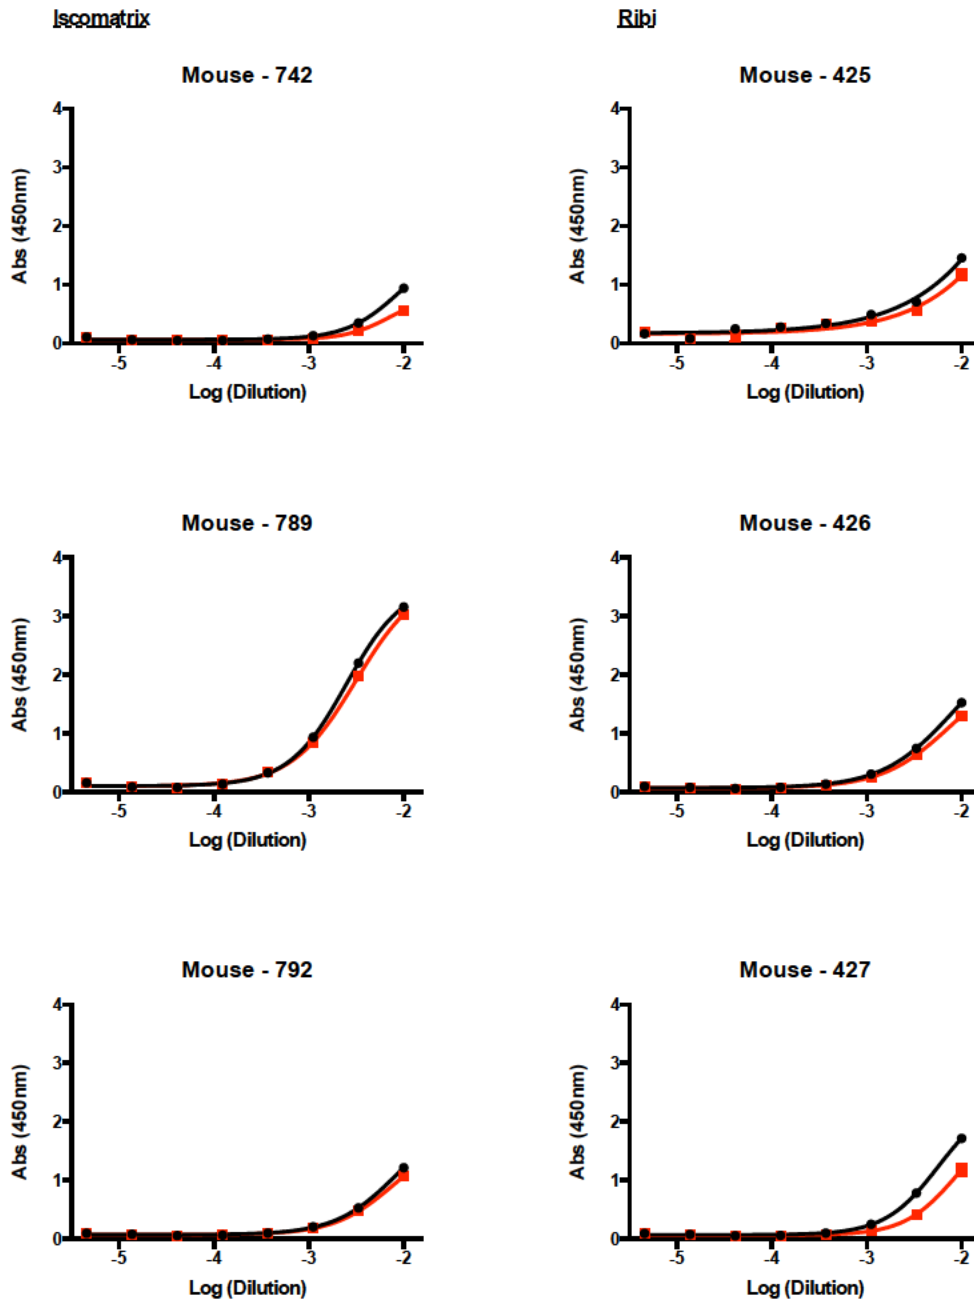 Iscomatrix
Ribi
Mouse - 742
4
3
2
1
0
Abs (450nm)
-5
-4
-3
-2
Log (Dilution)
Mouse - 425
4
3
2
1
0
Abs (450nm)
-5
-4
-3
-2
Log (Dilution)
Mouse - 789
4
3
2
1
0
Abs (450nm)
-5
-4
-3
-2
Log (Dilution)
Mouse - 426
4
3
2
1
0
Abs (450nm)
-5
-4
-3
-2
Log (Dilution)
Mouse - 792
4
3
2
1
0
Abs (450nm)
-5
-4
-3
-2
Log (Dilution)
Mouse - 427
4
3
2
1
0
Abs (450nm)
-5
-4
-3
-2
Log (Dilution)